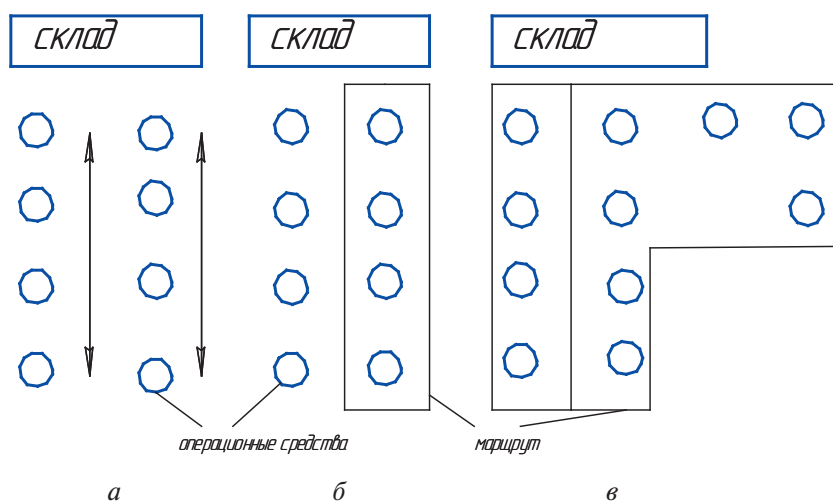 склад склад склад
операционные средства маршрут
а б в